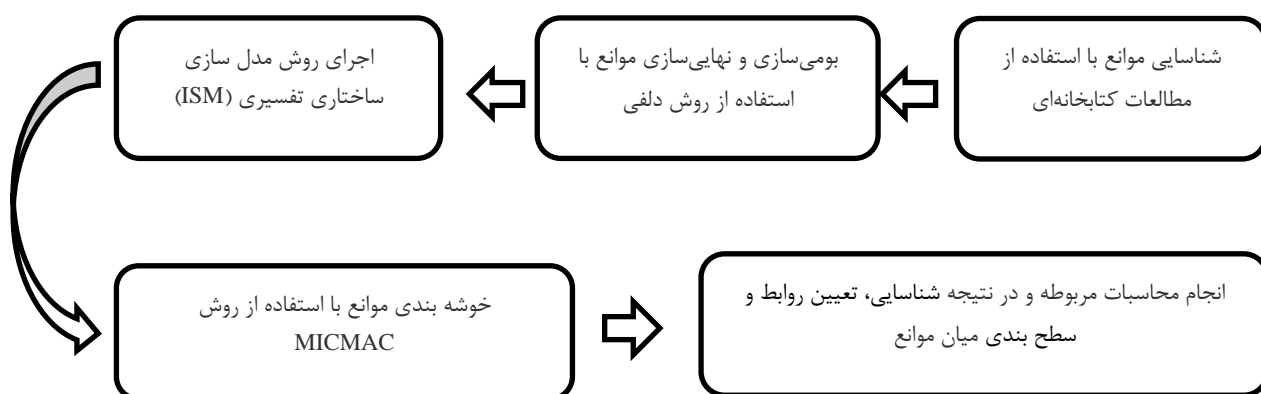 شناسایی موانع با استفاده از
مطالعات کتابخانه‌ای
بومی‌سازی و نهایی‌سازی موانع با
استفاده از روش دلفی
اجرای روش مدل سازی
ساختاری تفسیری (ISM)
خوشه بندی موانع با استفاده از روش
MICMAC
انجام محاسبات مربوطه و در نتیجه شناسایی، تعیین روابط و
سطح بندی میان موانع